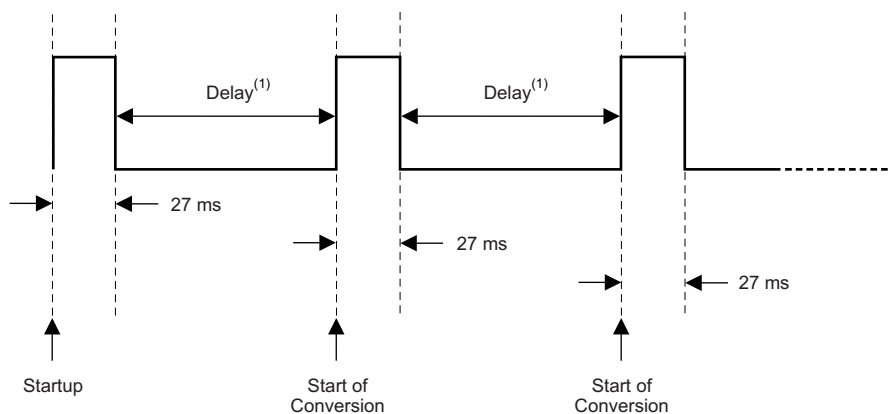 Delay(1)
Delay(1)
27 ms
27 ms
27 ms
Startup
Start of
Conversion
Start of
Conversion